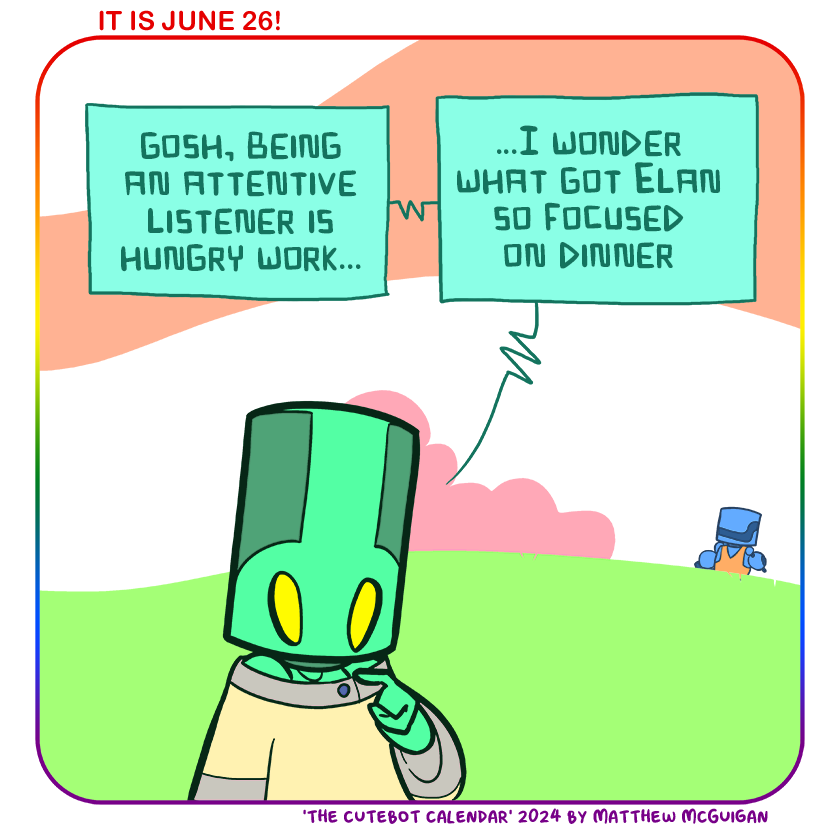 IT IS JUNE 26!
GOSH, BEING
AN ATTENTIVE
LISTENER IS
HUNGRY WORK...
...I WONDER
WHAT GOT ELAN
SO FOCUSED
ON DINNER
'THE CUTEBOT CALENDAR' 2024 BY MATTHEW MCGUIGAN